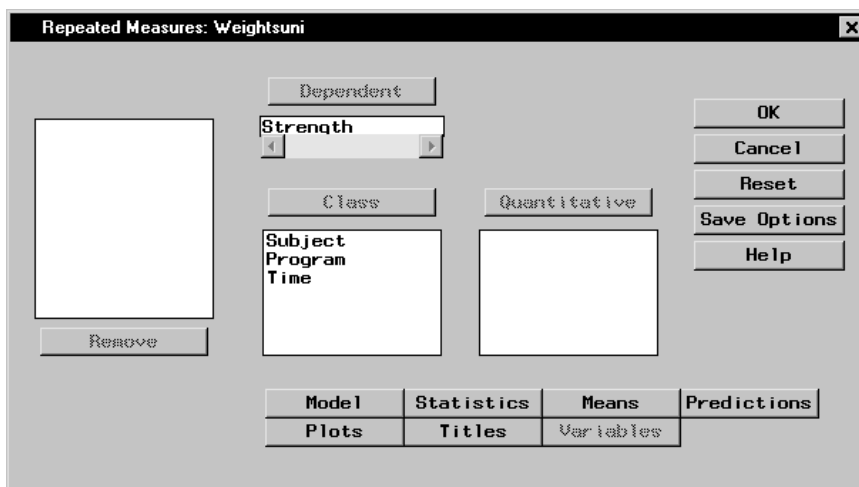 Repeated Measures: Weightsuni
Dependent
Strength
Class
Quantitative
Subject
Program
Time
Remove
OK
Cancel
Reset
Save Options
Help
Model
Statistics
Means
Predictions
Plots
Titles
Variables